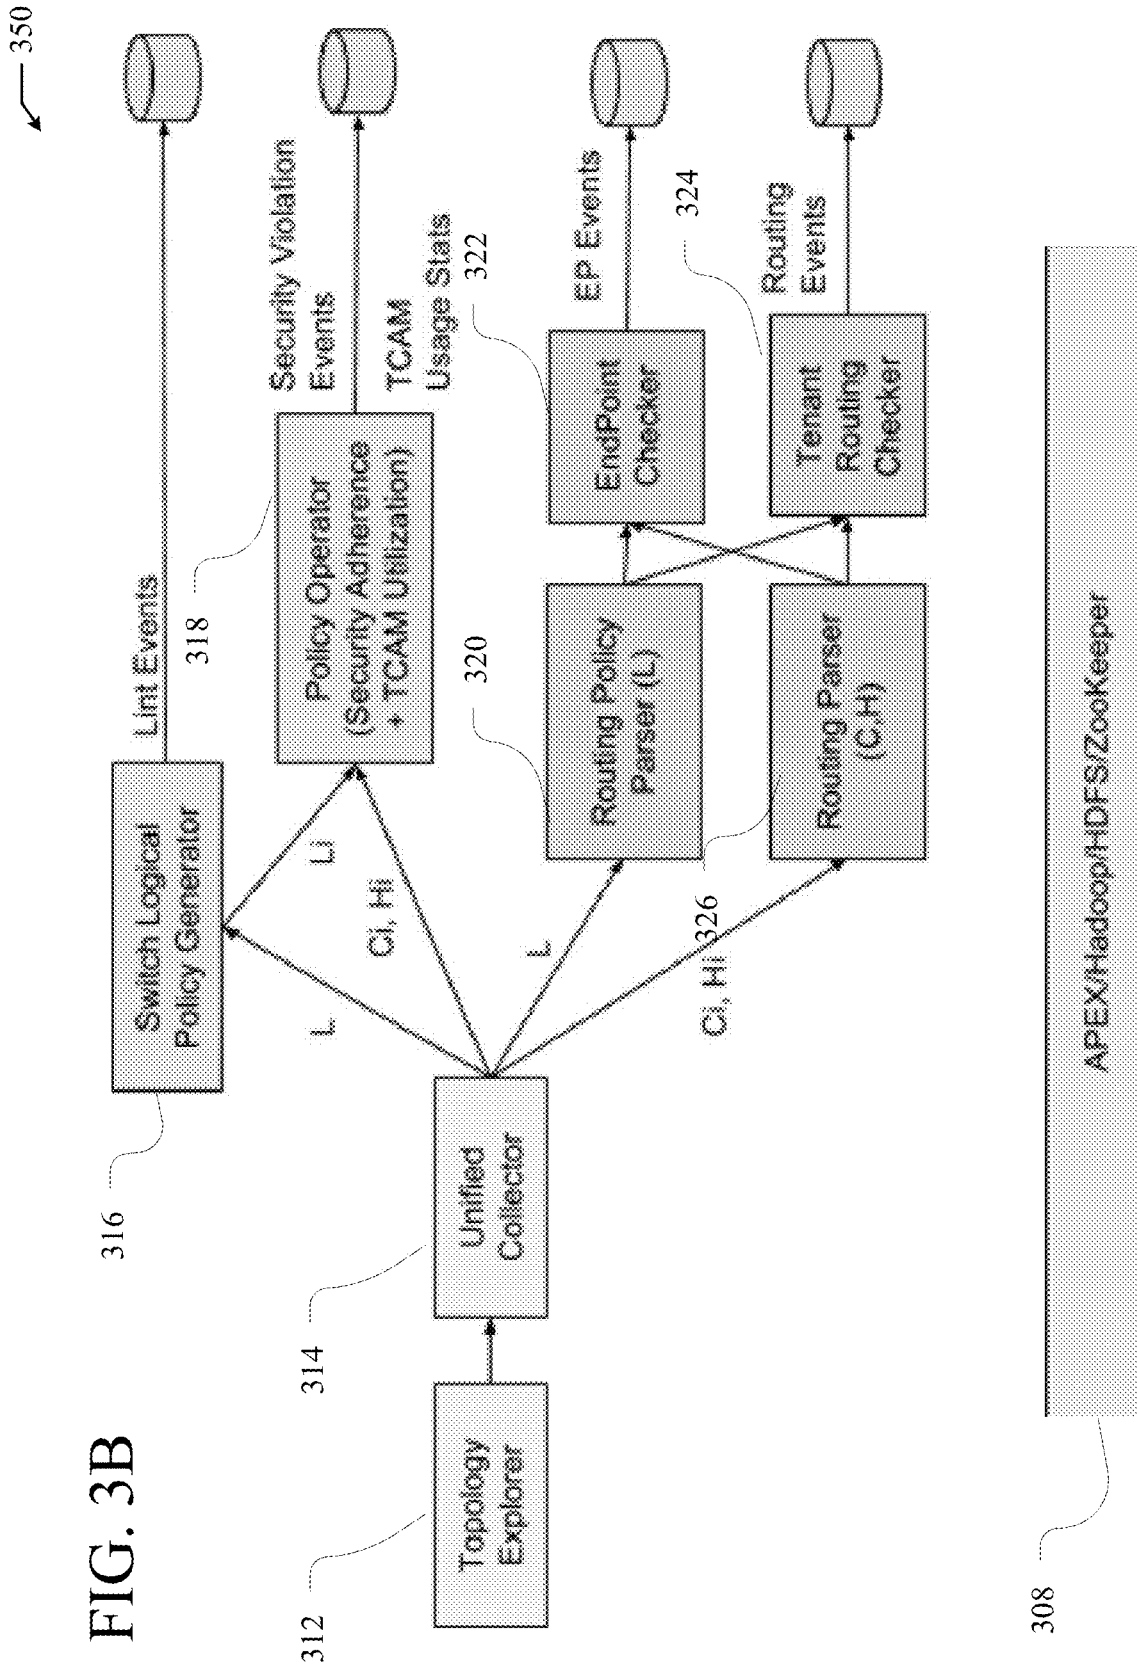 FIG. 3B
350
Switch Logical
Policy Generator
316
Lint Events
318
Policy Operator
(Security Adherence
+ TCAM Utilization)
Security Violation
Events
TCAM
Usage Stats
L
Li
Ci, Hi
L
Ci, Hi
312
Topology
Explorer
314
Unified
Collector
320
Routing Policy
Parser (L)
322
EndPoint
Checker
EP Events
326
Routing Parser
(C,H)
324
Tenant
Routing
Checker
Routing
Events
308
APEX/Hadoop/HDFS/ZooKeeper